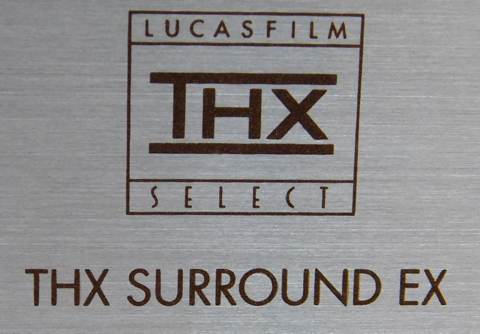 LUCASFILM
THX
SELECT
THX SURROUND EX